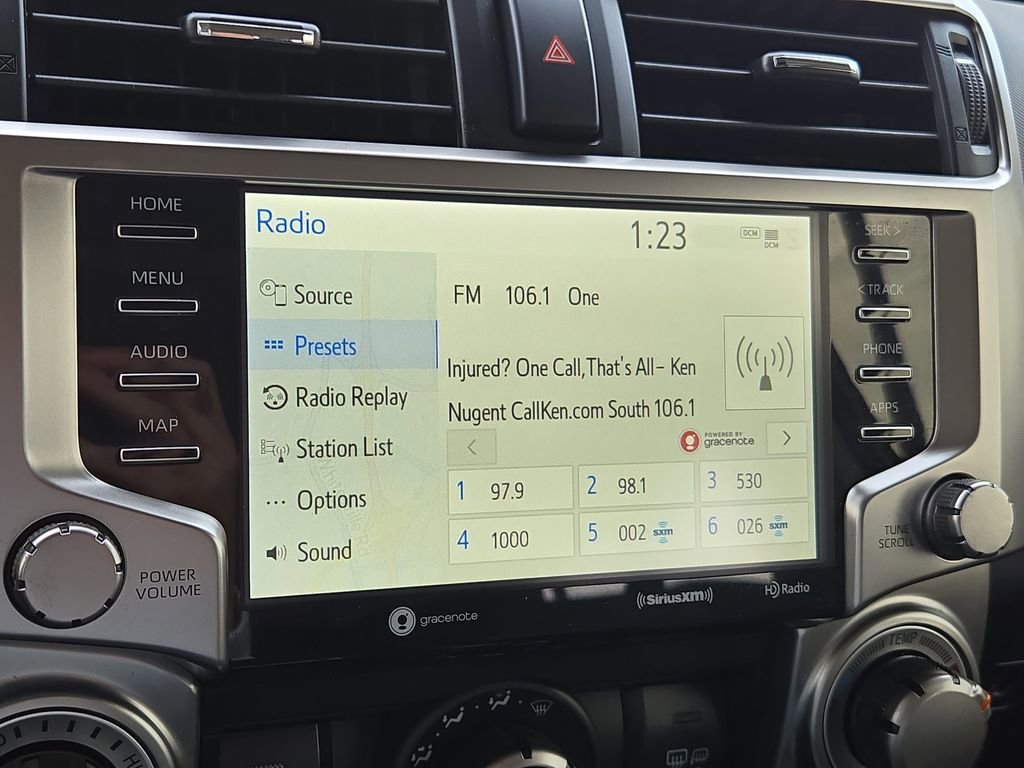 HOME
MENU
AUDIO
MAP
POWER
VOLUME
Radio
1:23
DCM
DCM
Source
Presets
Radio Replay
Station List
Options
Sound
FM 106.1 One
Injured? One Call,That's All- Ken
Nugent CallKen.com South 106.1
<
POWERED BY
gracenote
>
1 97.9
2 98.1
3 530
4 1000
5 002 sxm
6 026 sxm
SEEK >
< TRACK
PHONE
APPS
TUNE
SCROLL
gracenote
SiriusXM
HD Radio
TEMP